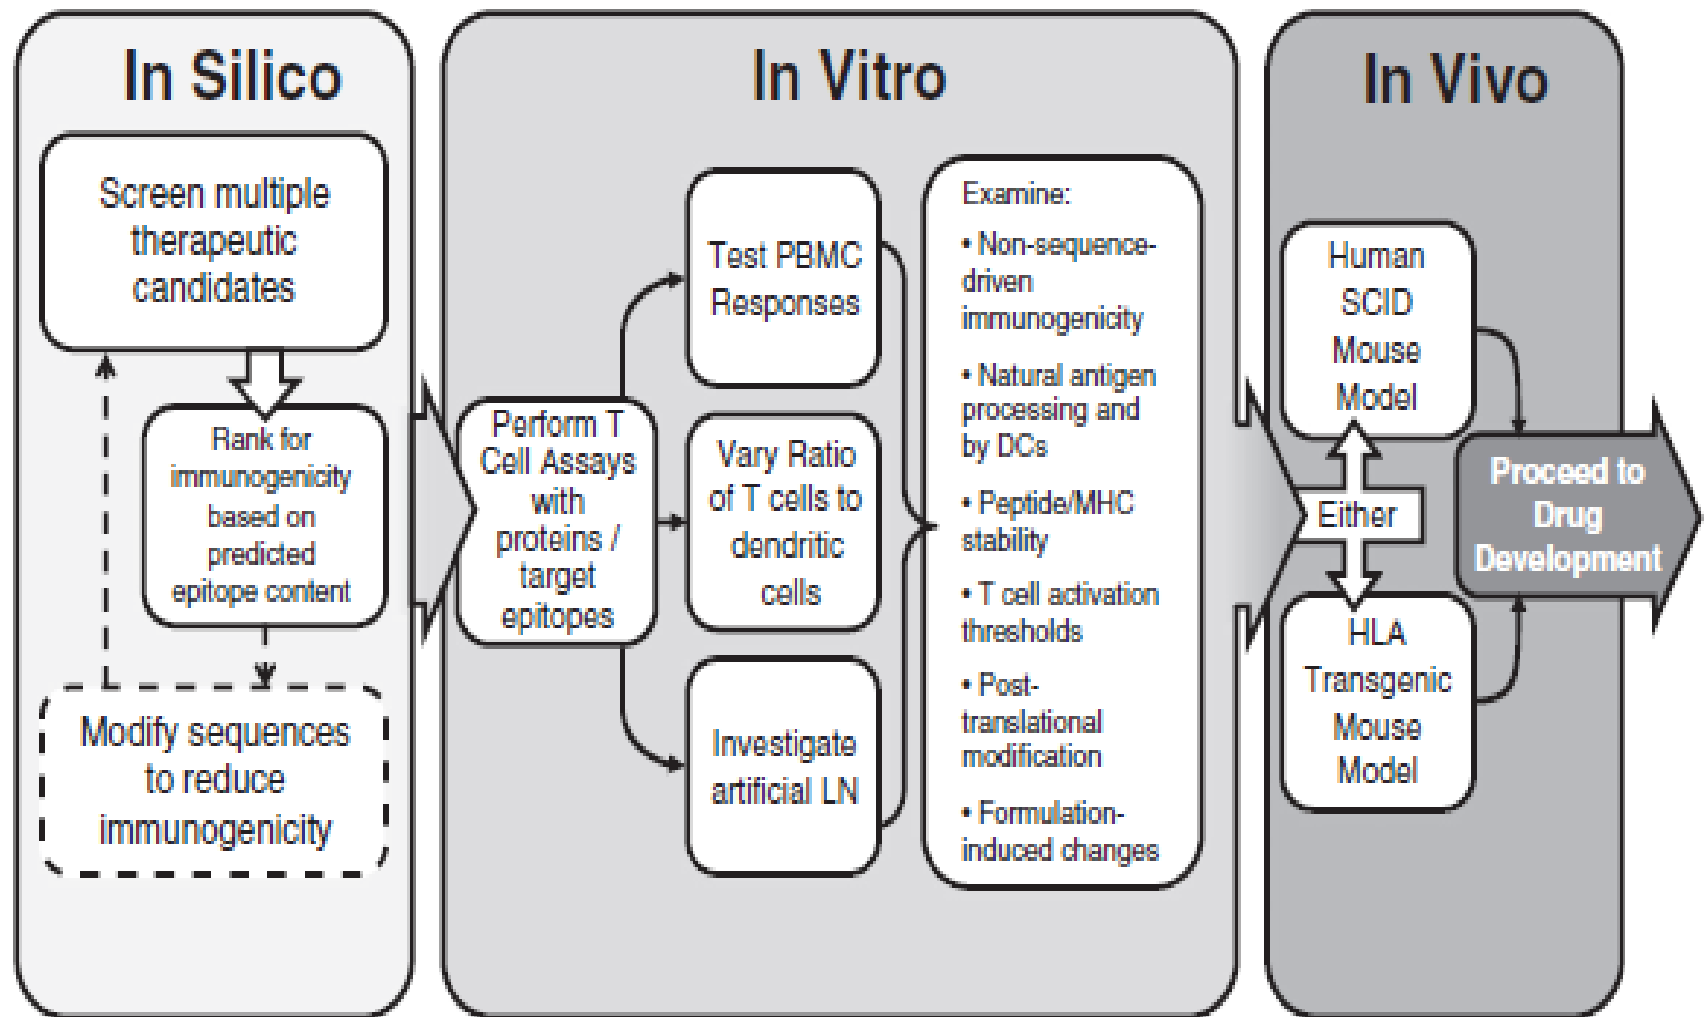 In Silico
Screen multiple
therapeutic
candidates
Rank for
immunogenicity
based on
predicted
epitope content
Modify sequences
to reduce
immunogenicity
In Vitro
Perform T
Cell Assays
with
proteins /
target
epitopes
Test PBMC
Responses
Vary Ratio
of T cells to
dendritic
cells
Investigate
artificial LN
Examine:
• Non-sequence-
driven
immunogenicity
• Natural antigen
processing and
by DCs
• Peptide/MHC
stability
• T cell activation
thresholds
• Post-
translational
modification
• Formulation-
induced changes
In Vivo
Human
SCID
Mouse
Model
Either
HLA
Transgenic
Mouse
Model
Proceed to
Drug
Development